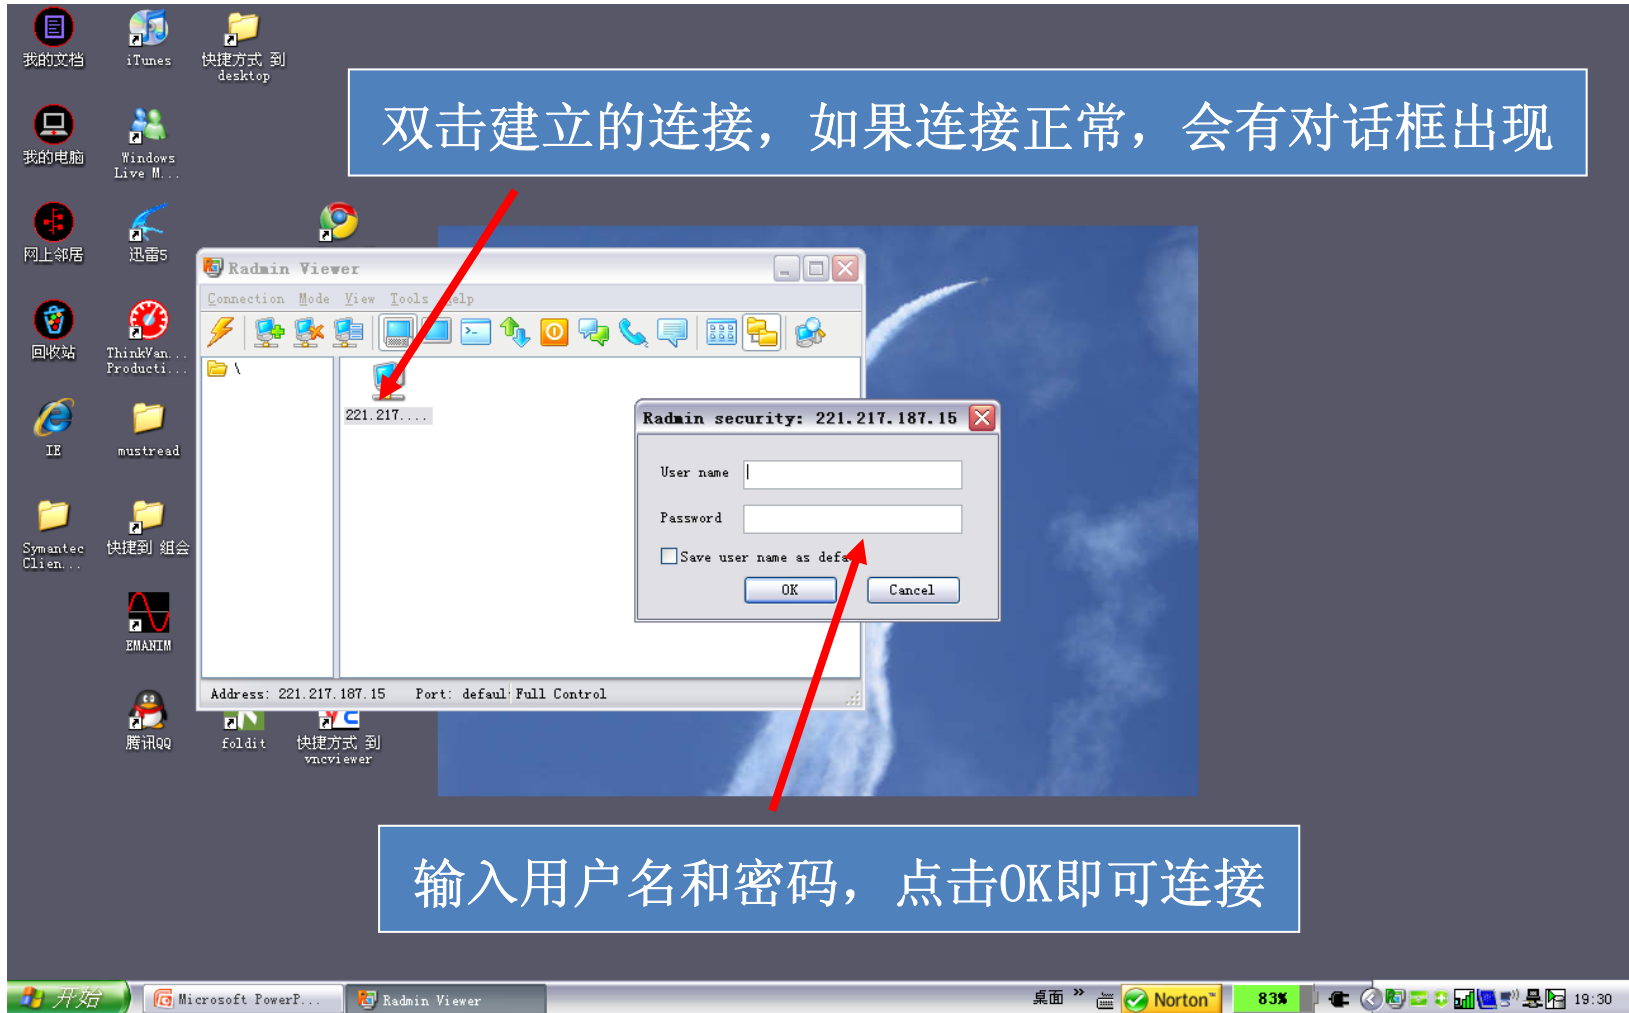 我的文档
iTunes
快捷方式 到
desktop
双击建立的连接，如果连接正常，会有对话框出现
我的电脑
Windows
Live M...
网上邻居
迅雷5
Radmin Viewer
Connection Mode View Tools Help
回收站
ThinkVan...
Producti...
\
221.217....
Radmin security: 221.217.187.15
IE
mustread
User name
Password
Symantec
Clien...
快捷到 组会
Save user name as defa
OK
Cancel
EMANIM
Address: 221.217.187.15 Port: defaul Full Control
腾讯QQ
foldit
快捷方式 到
vncviewer
输入用户名和密码，点击OK即可连接
开始
Microsoft PowerP...
Radmin Viewer
桌面 »
Norton™
83%
19:30